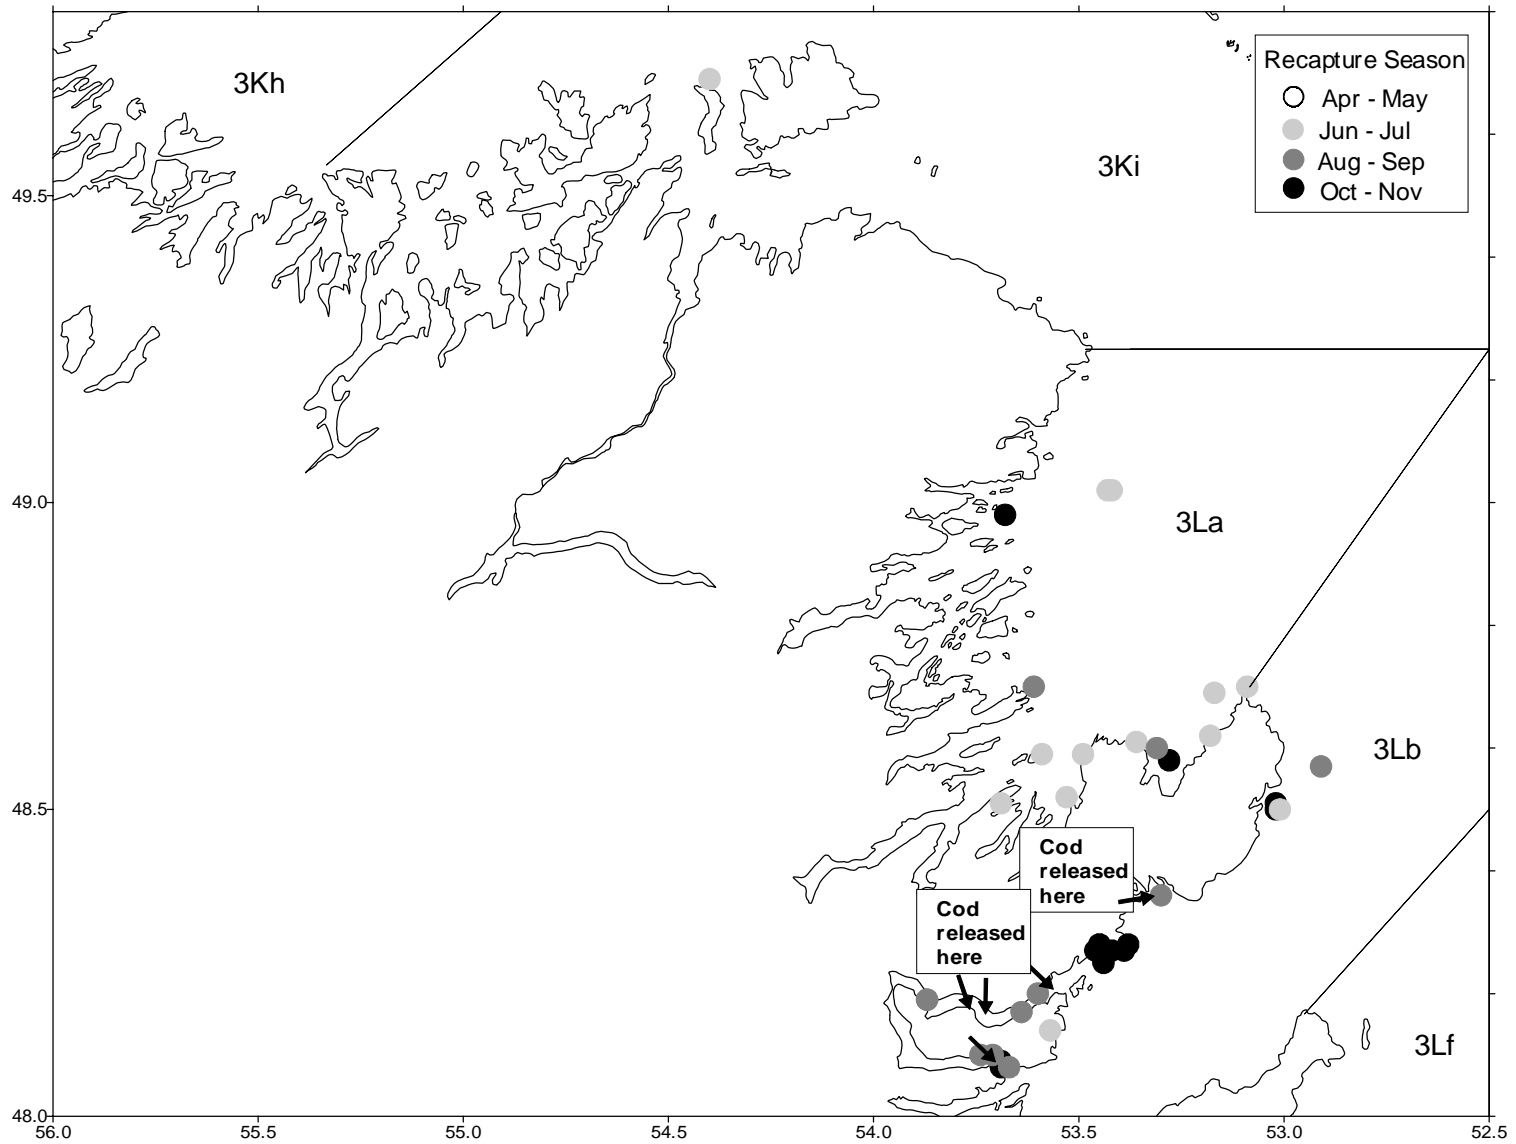 3Kh
Recapture Season
Apr - May
Jun - Jul
Aug - Sep
Oct - Nov
3Ki
49.5
49.0
3La
3Lb
48.5
Cod
released
here
Cod
released
here
3Lf
48.0
56.0 55.5 55.0 54.5 54.0 53.5 53.0 52.5